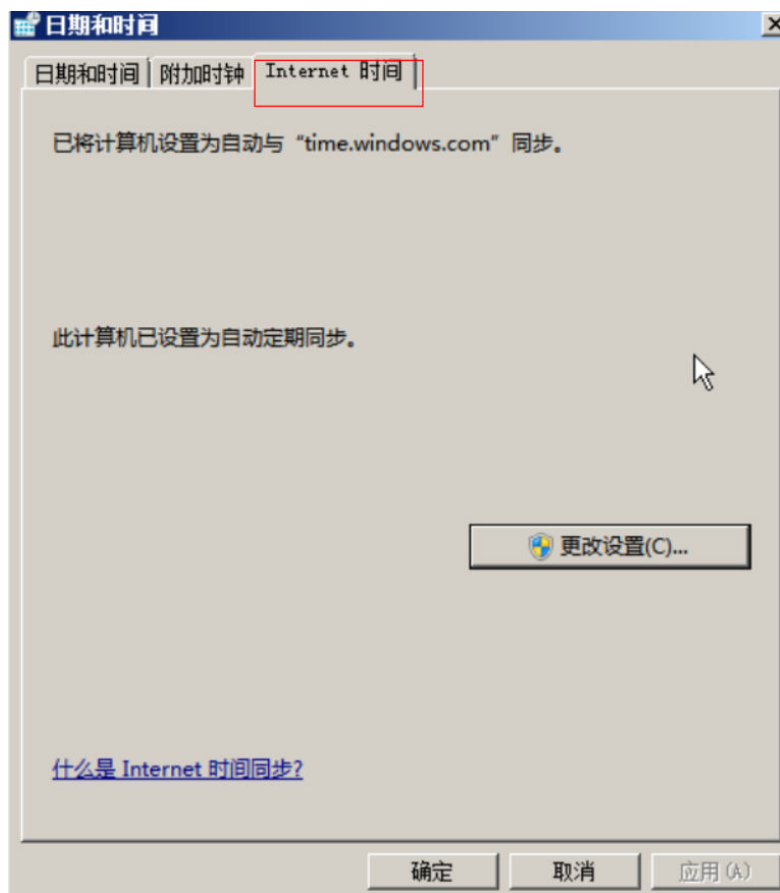 日期和时间
日期和时间 附加时钟 Internet 时间
已将计算机设置为自动与 “time.windows.com” 同步。
此计算机已设置为自动定期同步。
更改设置(C)...
什么是 Internet 时间同步?
确定 取消 应用(A)